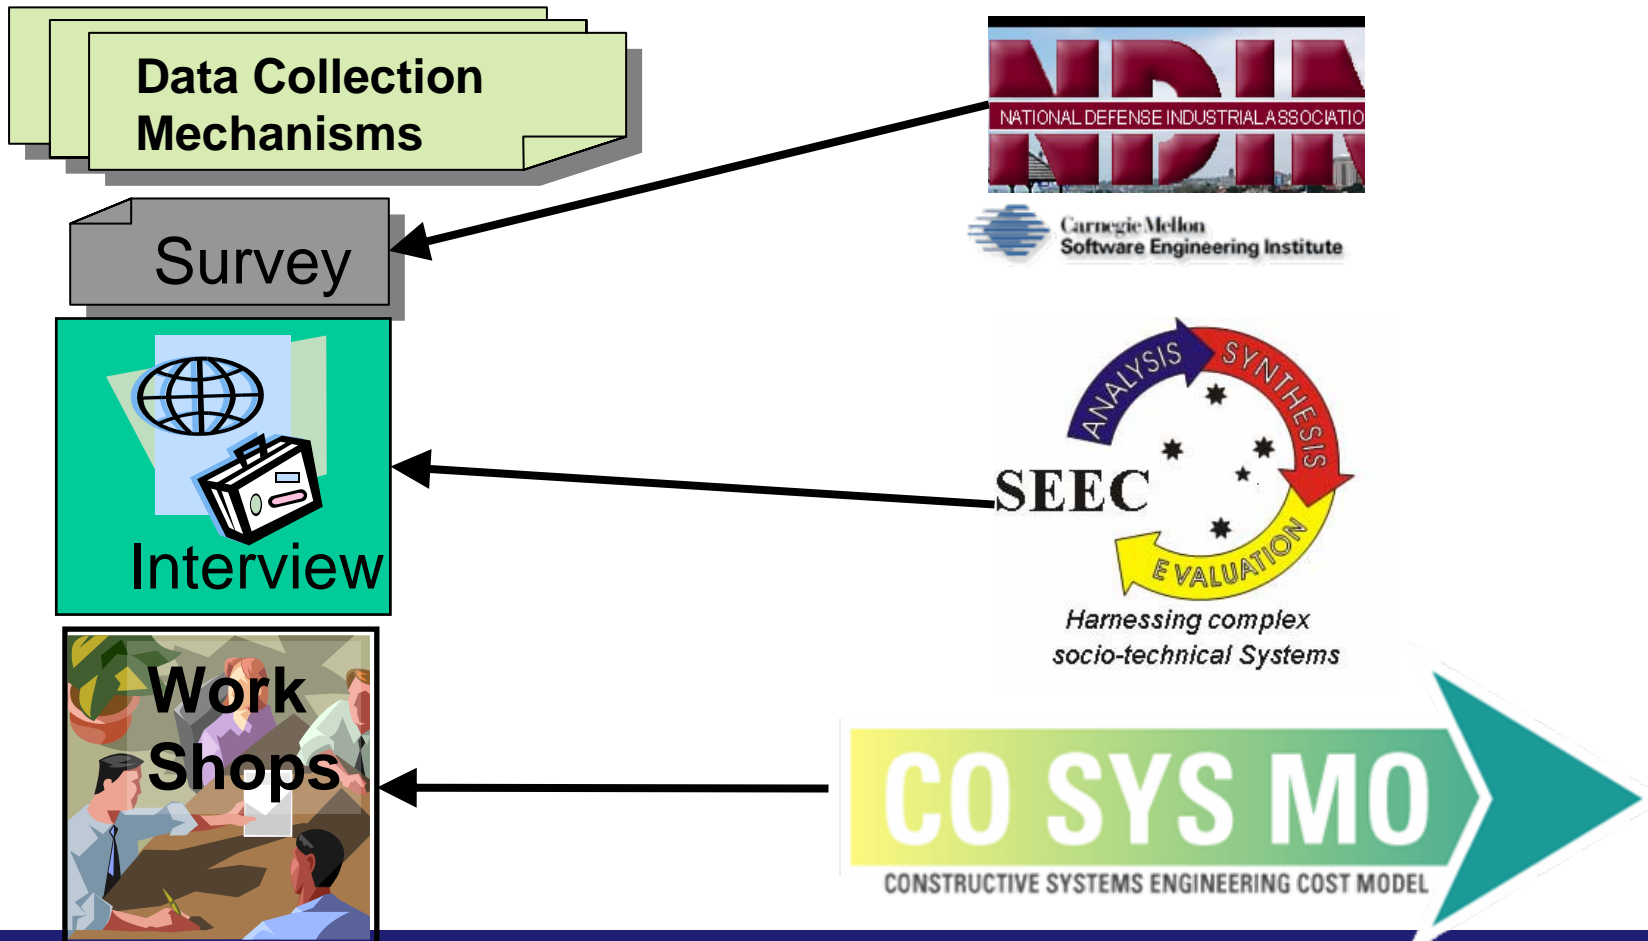 Data Collection
Mechanisms
NDIA
NATIONAL DEFENSE INDUSTRIAL ASSOCIATIO
Carnegie Mellon
Software Engineering Institute
Survey
ANALYSIS
SYNTHESIS
EVALUATION
SEEC
Harnessing complex
socio-technical Systems
Interview
Work
Shops
CO SYS MO
CONSTRUCTIVE SYSTEMS ENGINEERING COST MODEL